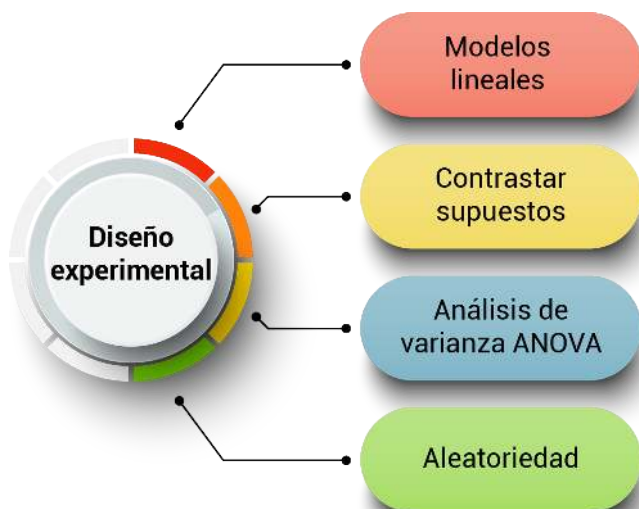 Diseño
experimental
Modelos
lineales
Contrastar
supuestos
Análisis de
varianza ANOVA
Aleatoriedad